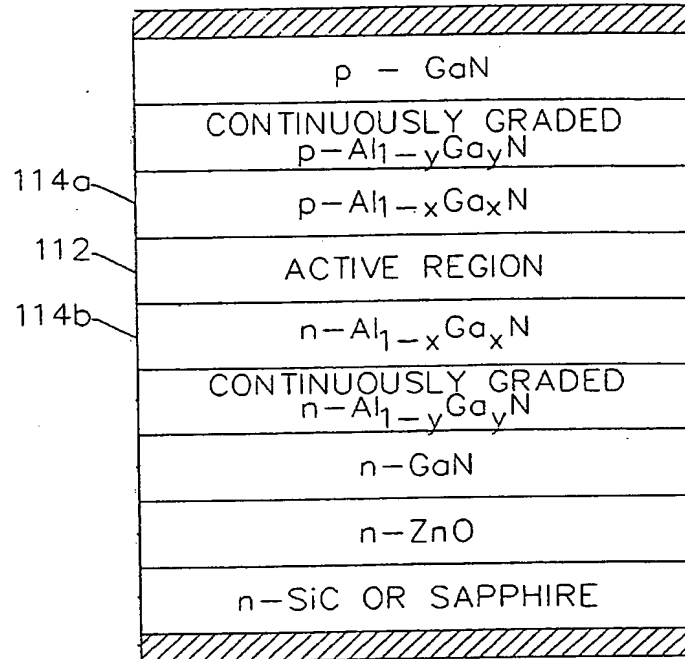 p – GaN
CONTINUOUSLY GRADED
p–Al₁₋yGayN
114a
p–Al₁₋ₓGaₓN
112
ACTIVE REGION
114b
n–Al₁₋ₓGaₓN
CONTINUOUSLY GRADED
n–Al₁₋yGayN
n–GaN
n–ZnO
n–SiC OR SAPPHIRE